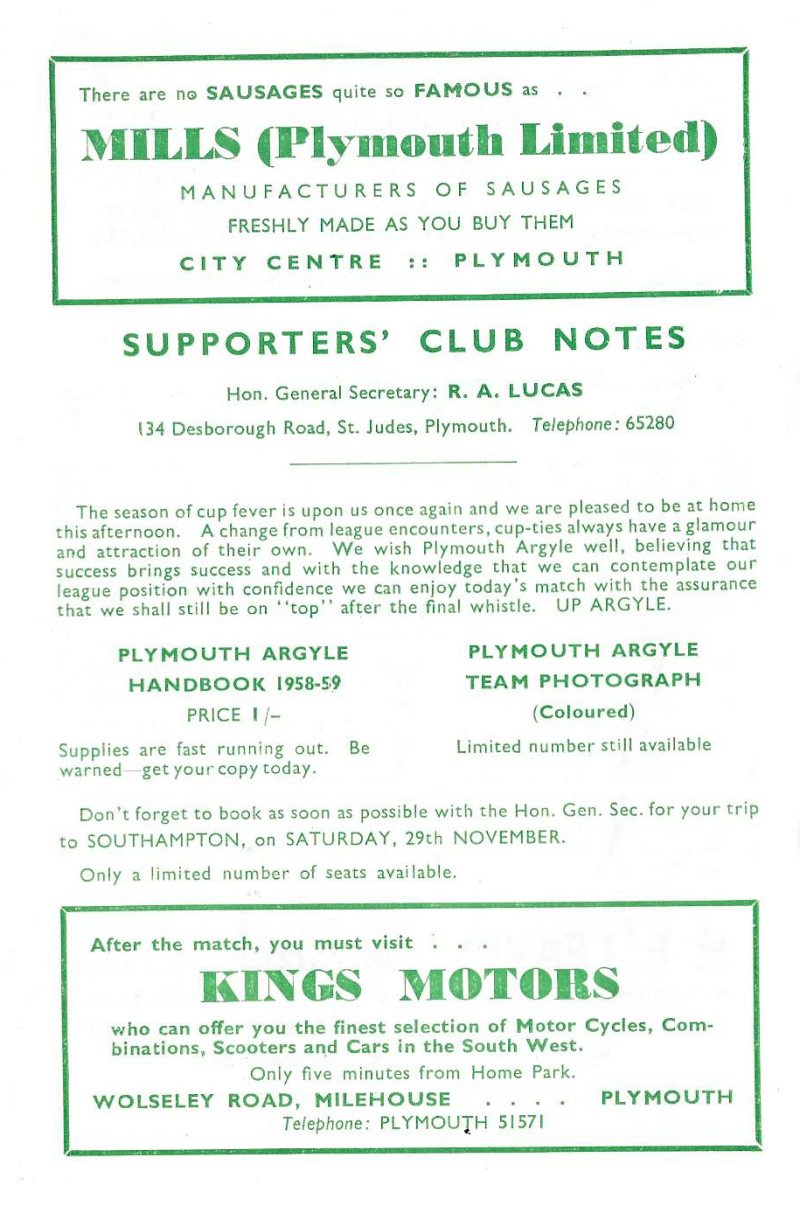 There are no SAUSAGES quite so FAMOUS as . .
MILLS (Plymouth Limited)
MANUFACTURERS OF SAUSAGES
FRESHLY MADE AS YOU BUY THEM
CITY CENTRE :: PLYMOUTH
SUPPORTERS' CLUB NOTES
Hon. General Secretary: R. A. LUCAS
134 Desborough Road, St. Judes, Plymouth. Telephone: 65280
The season of cup fever is upon us once again and we are pleased to be at home
this afternoon. A change from league encounters, cup-ties always have a glamour
and attraction of their own. We wish Plymouth Argyle well, believing that
success brings success and with the knowledge that we can contemplate our
league position with confidence we can enjoy today's match with the assurance
that we shall still be on "top" after the final whistle. UP ARGYLE.
PLYMOUTH ARGYLE
HANDBOOK 1958-59
PRICE 1/-
Supplies are fast running out. Be
warned—get your copy today.
PLYMOUTH ARGYLE
TEAM PHOTOGRAPH
(Coloured)
Limited number still available
Don't forget to book as soon as possible with the Hon. Gen. Sec. for your trip
to SOUTHAMPTON, on SATURDAY, 29th NOVEMBER.
Only a limited number of seats available.
After the match, you must visit . . .
KINGS MOTORS
who can offer you the finest selection of Motor Cycles, Com-
binations, Scooters and Cars in the South West.
Only five minutes from Home Park.
WOLSELEY ROAD, MILEHOUSE . . . . PLYMOUTH
Telephone: PLYMOUTH 51571